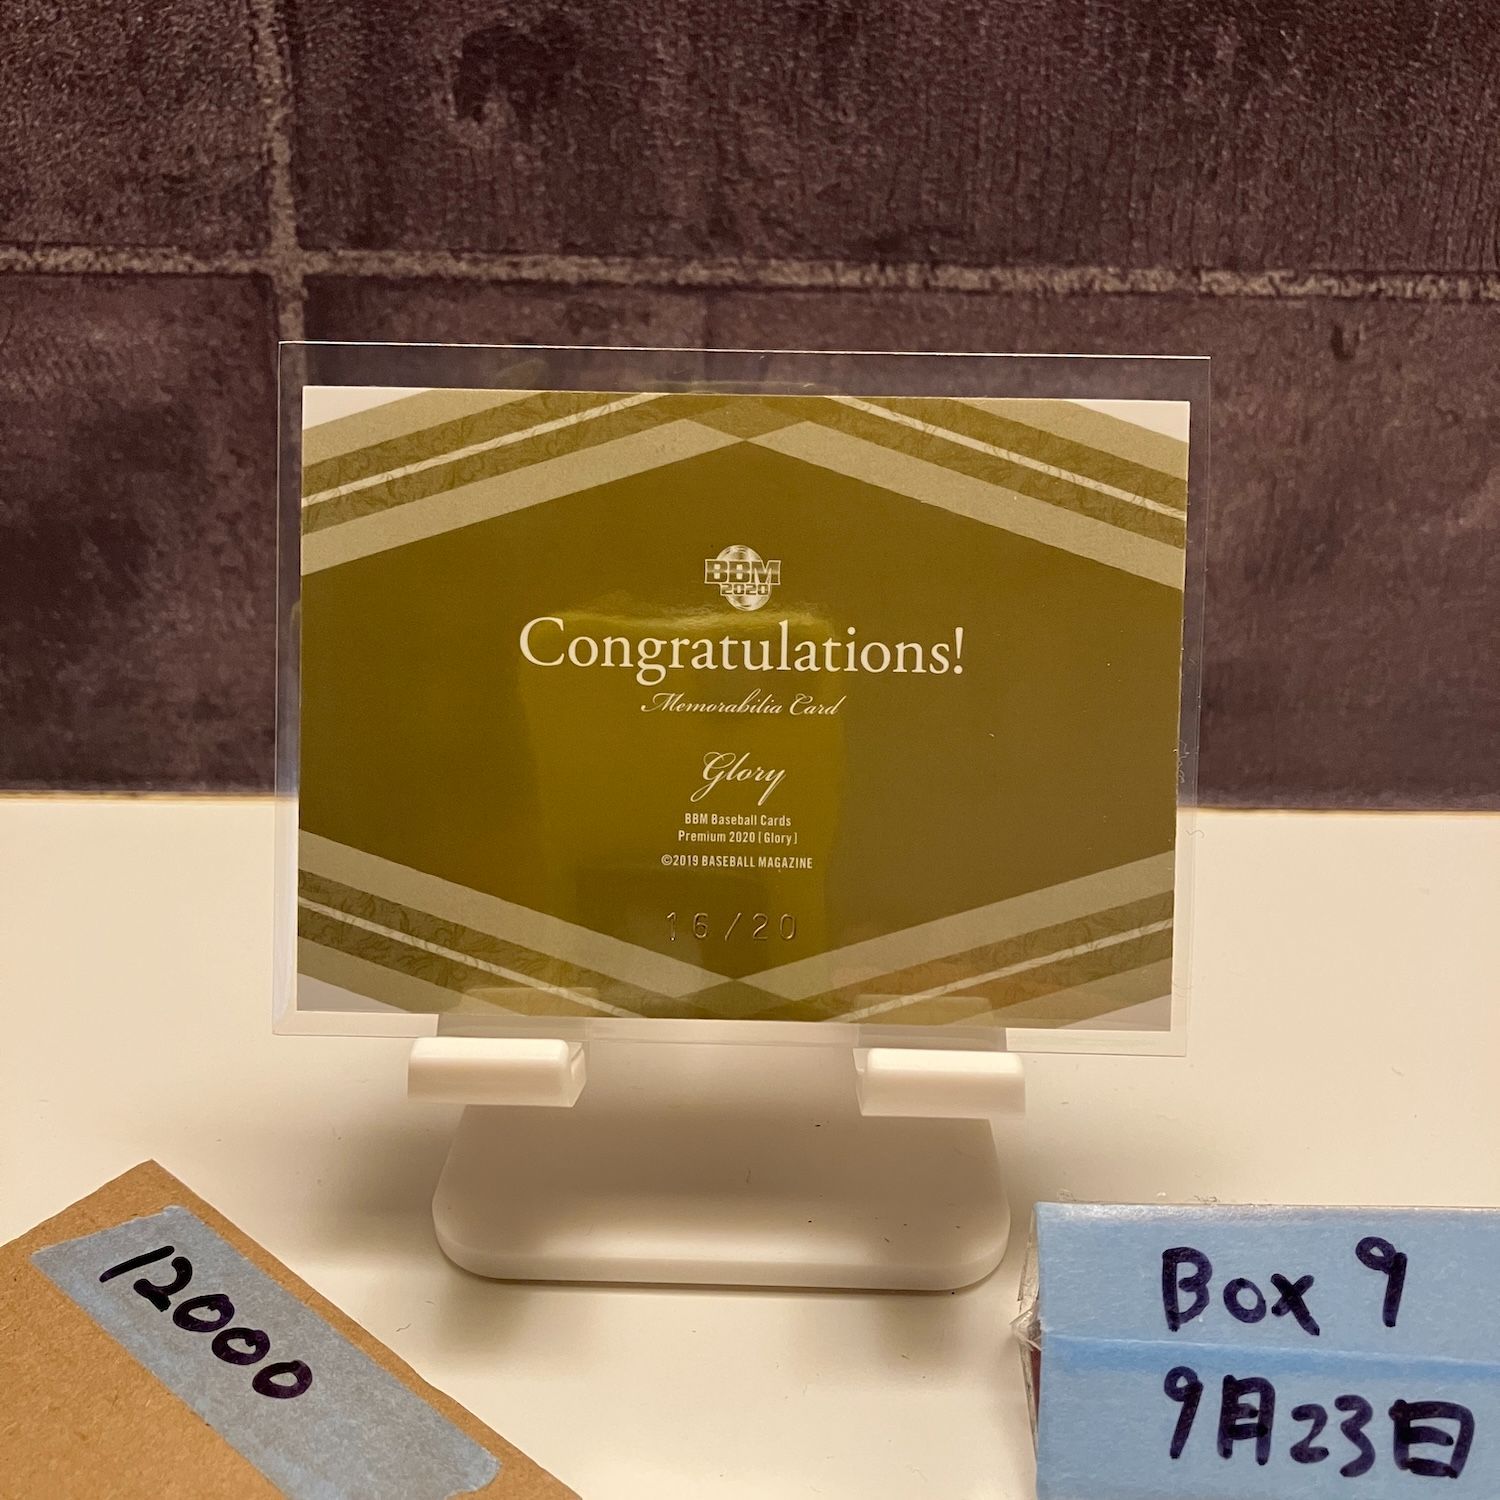 BBM
2020
Congratulations!
Memorabilia Card
Glory
BBM Baseball Cards
Premium 2020 [Glory]
©2019 BASEBALL MAGAZINE
16/20
12000
Box 9
9月23日